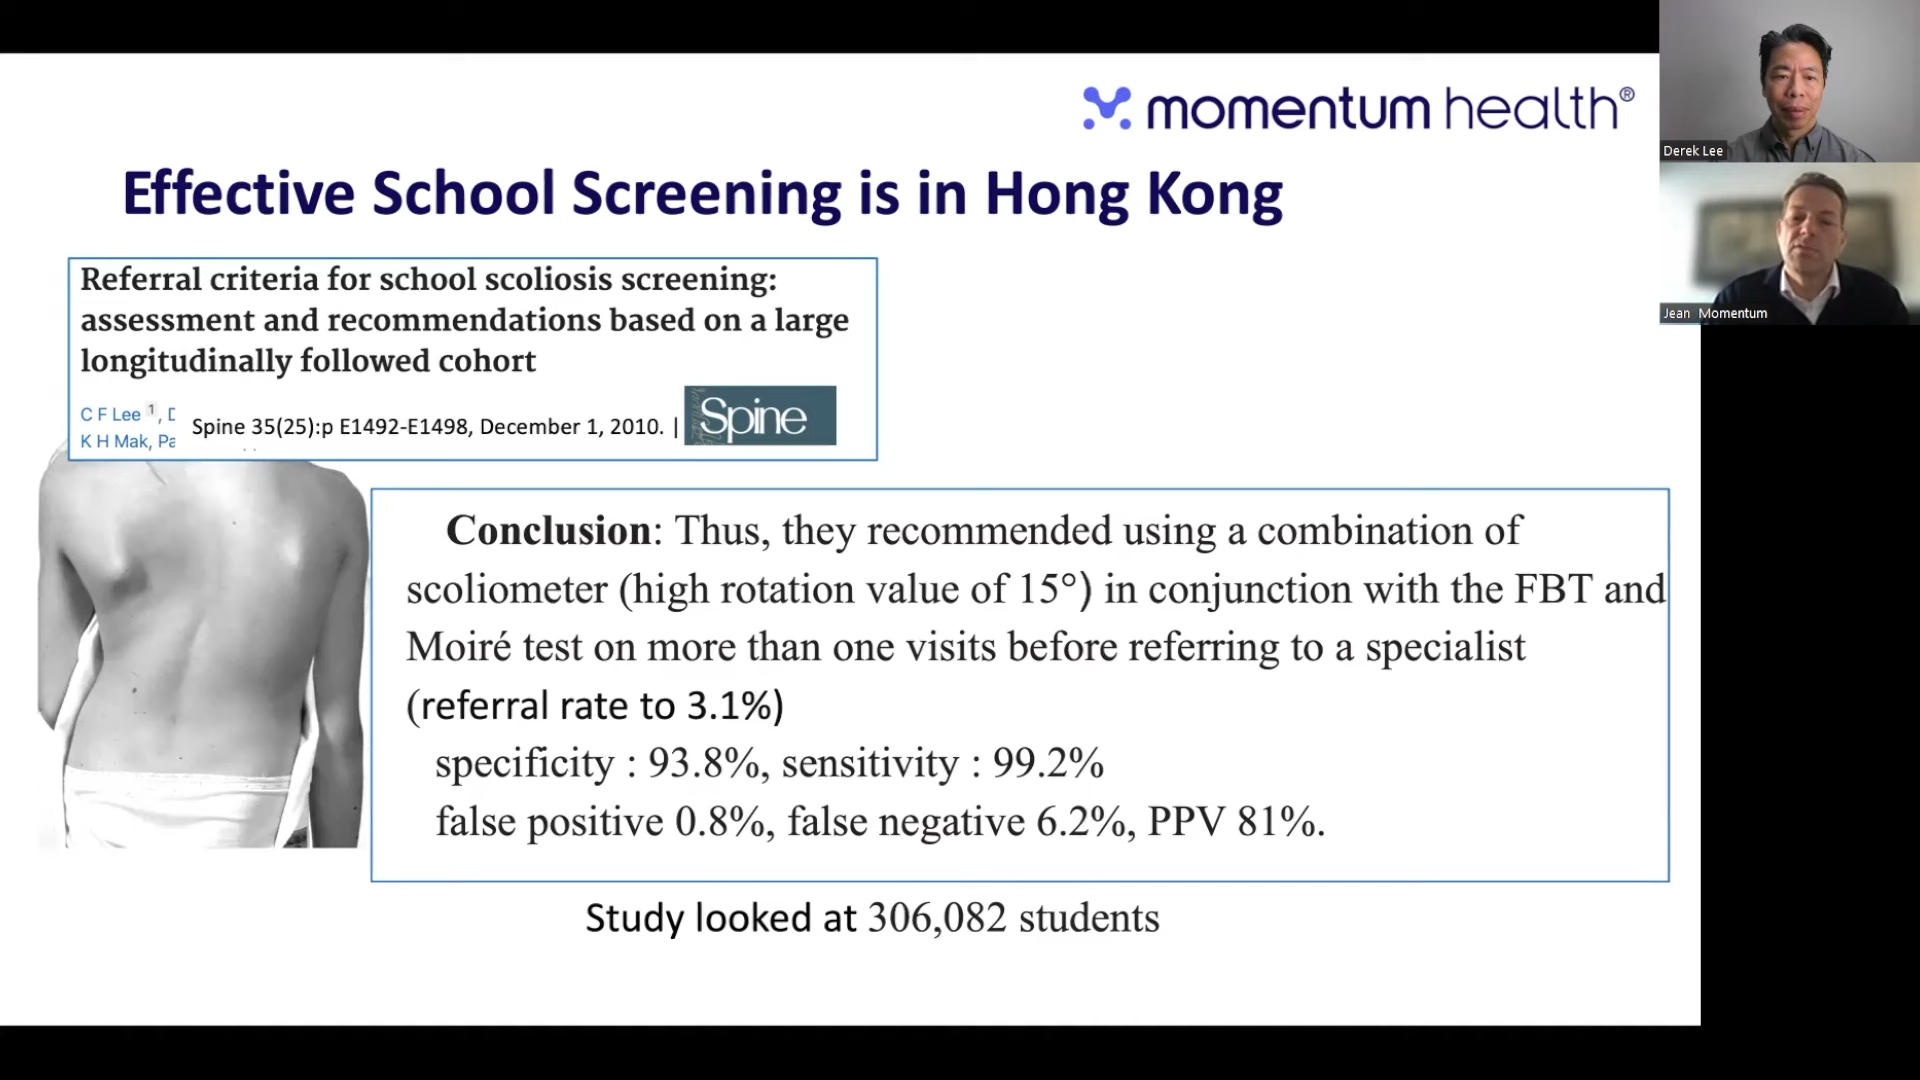 momentum health®
Derek Lee
Jean Momentum
Effective School Screening is in Hong Kong
Referral criteria for school scoliosis screening:
assessment and recommendations based on a large
longitudinally followed cohort
C F Lee 1, D
K H Mak, Pa
Spine 35(25):p E1492-E1498, December 1, 2010. |
Spine
Conclusion: Thus, they recommended using a combination of
scoliometer (high rotation value of 15°) in conjunction with the FBT and
Moiré test on more than one visits before referring to a specialist
(referral rate to 3.1%)
specificity : 93.8%, sensitivity : 99.2%
false positive 0.8%, false negative 6.2%, PPV 81%.
Study looked at 306,082 students